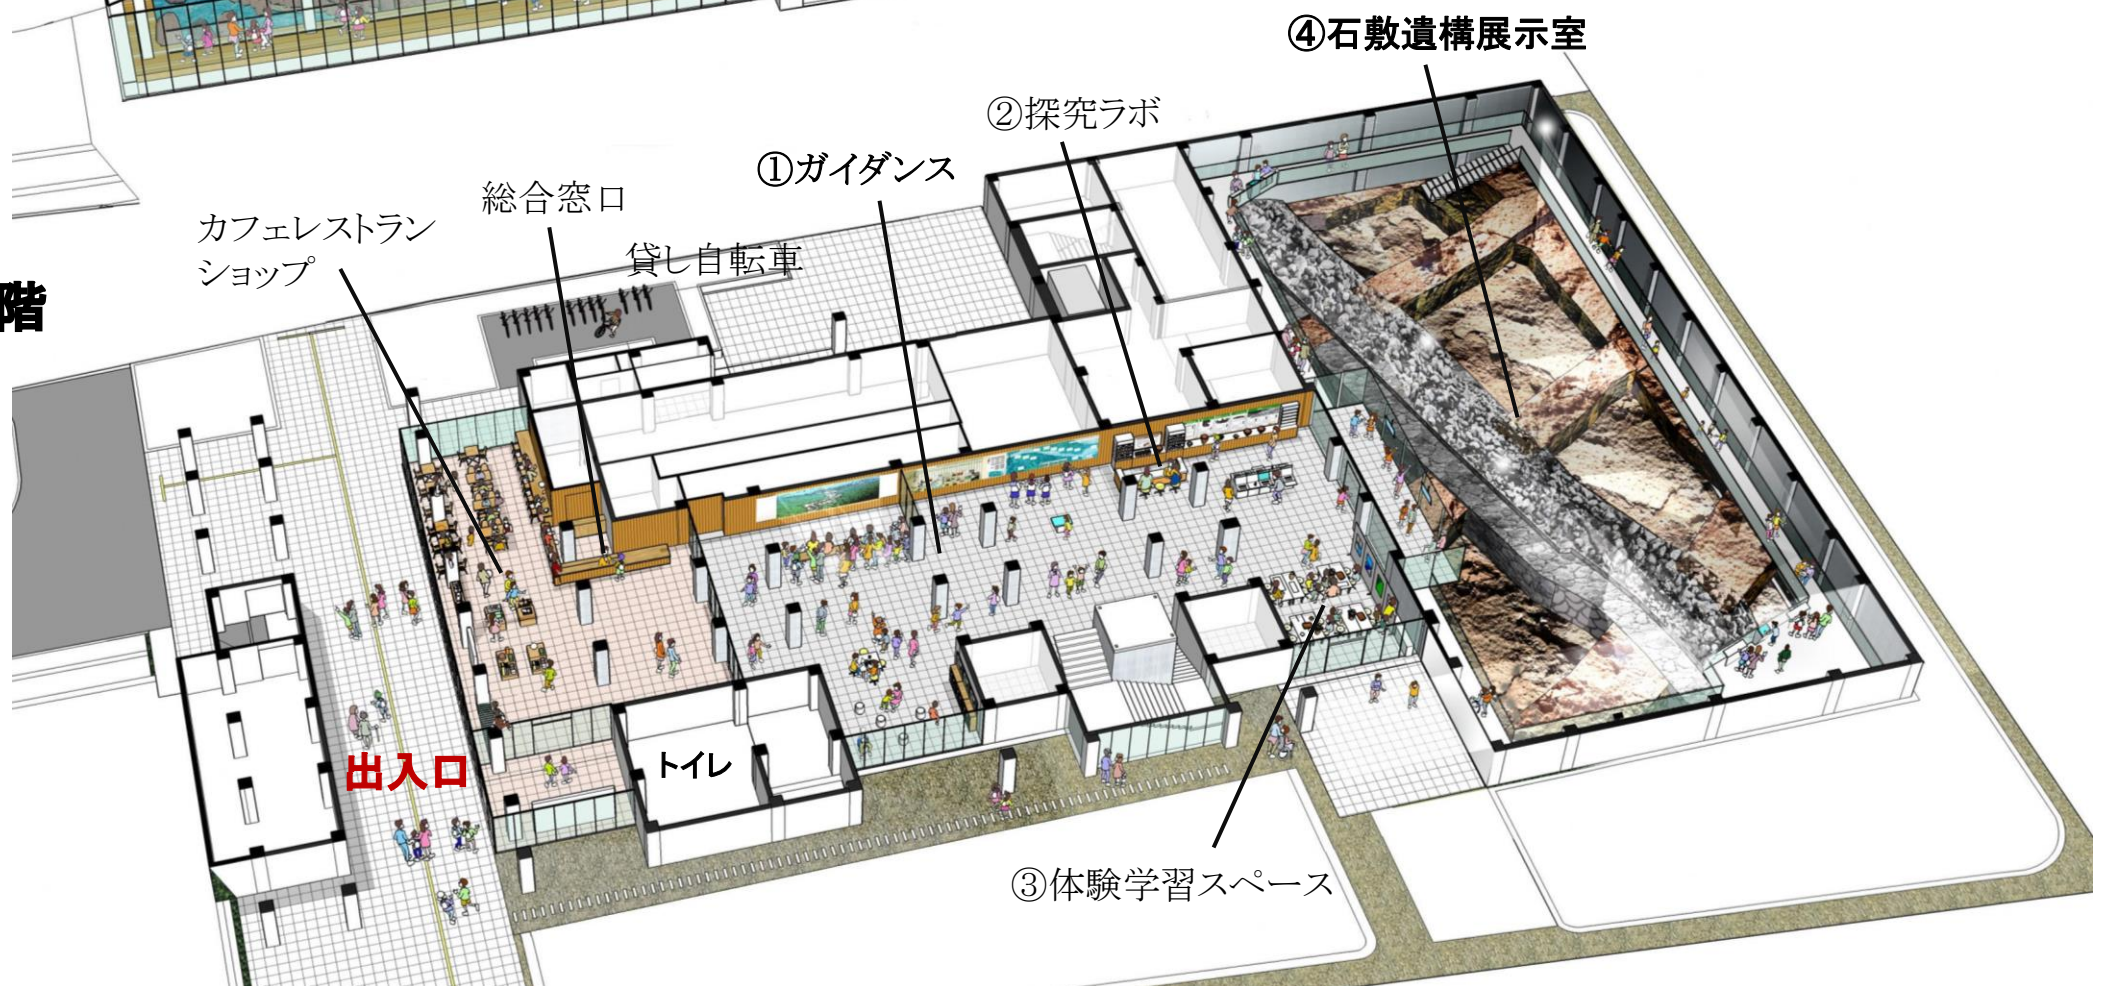 ④石敷遺構展示室
②探究ラボ
①ガイダンス
総合窓口
カフェレストラン
ショップ
貸し自転車
階
出入口
トイレ
③体験学習スペース